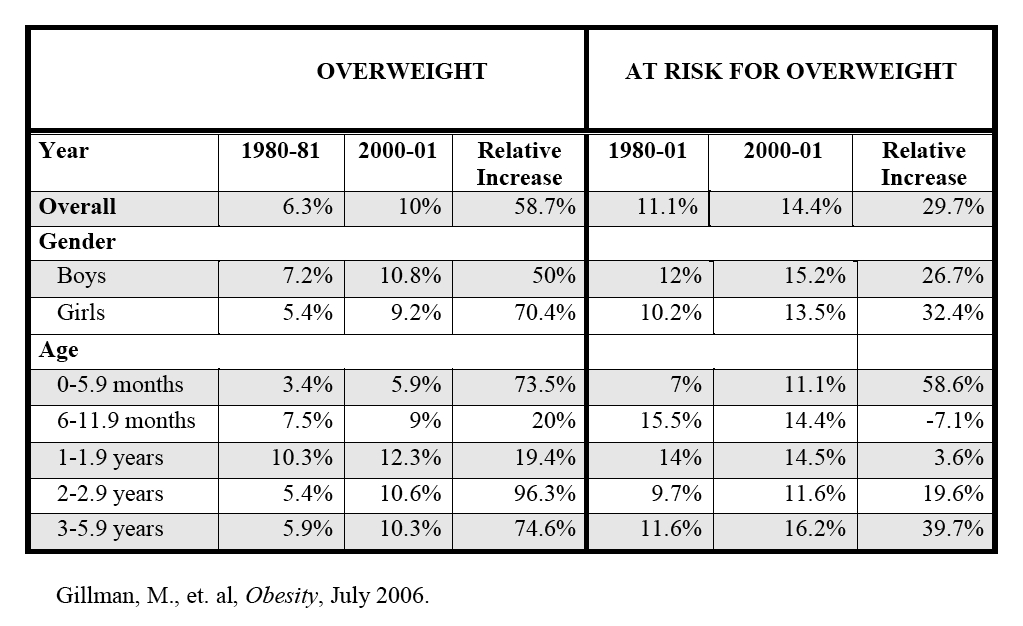 OVERWEIGHT AT RISK FOR OVERWEIGHT
Year 1980-81 2000-01 Relative Increase 1980-01 2000-01 Relative Increase
Overall 6.3% 10% 58.7% 11.1% 14.4% 29.7%
Gender
Boys 7.2% 10.8% 50% 12% 15.2% 26.7%
Girls 5.4% 9.2% 70.4% 10.2% 13.5% 32.4%
Age
0-5.9 months 3.4% 5.9% 73.5% 7% 11.1% 58.6%
6-11.9 months 7.5% 9% 20% 15.5% 14.4% -7.1%
1-1.9 years 10.3% 12.3% 19.4% 14% 14.5% 3.6%
2-2.9 years 5.4% 10.6% 96.3% 9.7% 11.6% 19.6%
3-5.9 years 5.9% 10.3% 74.6% 11.6% 16.2% 39.7%
Gillman, M., et. al, Obesity, July 2006.